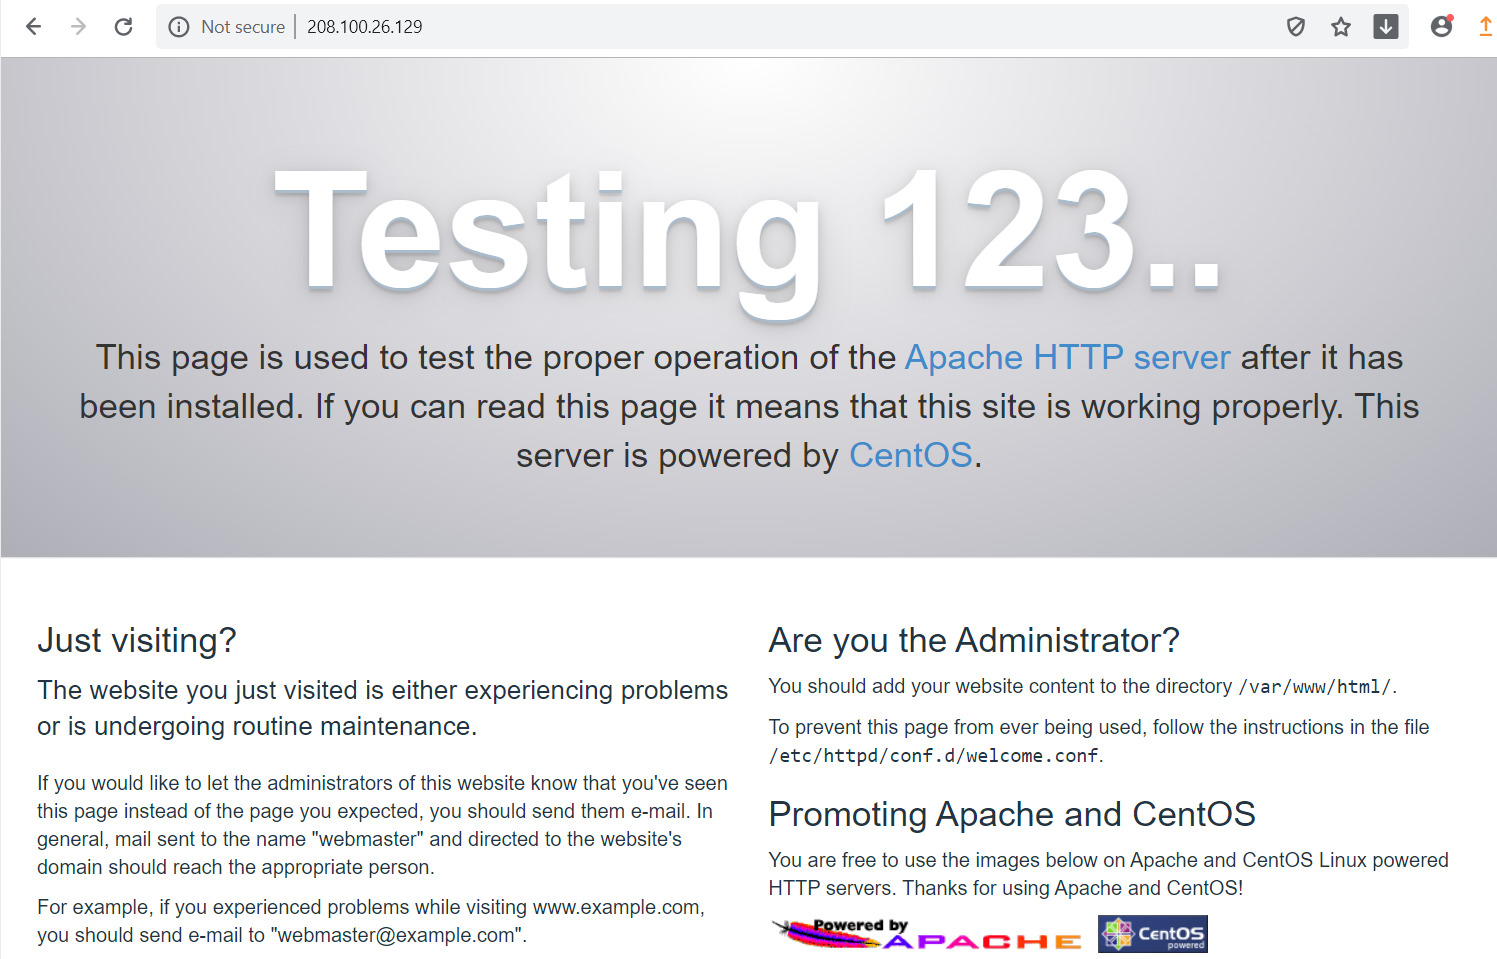 Not secure | 208.100.26.129
Testing 123..
This page is used to test the proper operation of the Apache HTTP server after it has
been installed. If you can read this page it means that this site is working properly. This
server is powered by CentOS.
Just visiting?
The website you just visited is either experiencing problems
or is undergoing routine maintenance.
If you would like to let the administrators of this website know that you've seen
this page instead of the page you expected, you should send them e-mail. In
general, mail sent to the name "webmaster" and directed to the website's
domain should reach the appropriate person.
For example, if you experienced problems while visiting www.example.com,
you should send e-mail to "webmaster@example.com".
Are you the Administrator?
You should add your website content to the directory /var/www/html/.
To prevent this page from ever being used, follow the instructions in the file
/etc/httpd/conf.d/welcome.conf.
Promoting Apache and CentOS
You are free to use the images below on Apache and CentOS Linux powered
HTTP servers. Thanks for using Apache and CentOS!
Powered by
APACHE
CentOS
powered